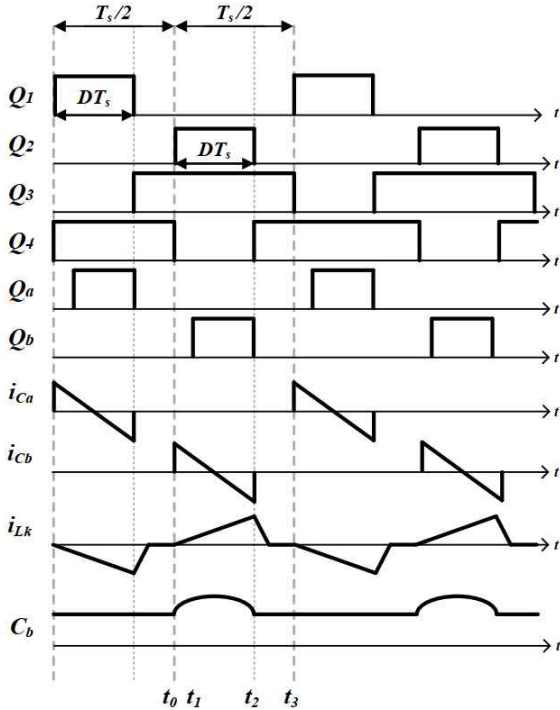 Ts/2 Ts/2
Q1 DTs t
Q2 DTs t
Q3 t
Q4 t
Qa t
Qb t
iCa t
iCb t
iLk t
Cb t
t0 t1 t2 t3